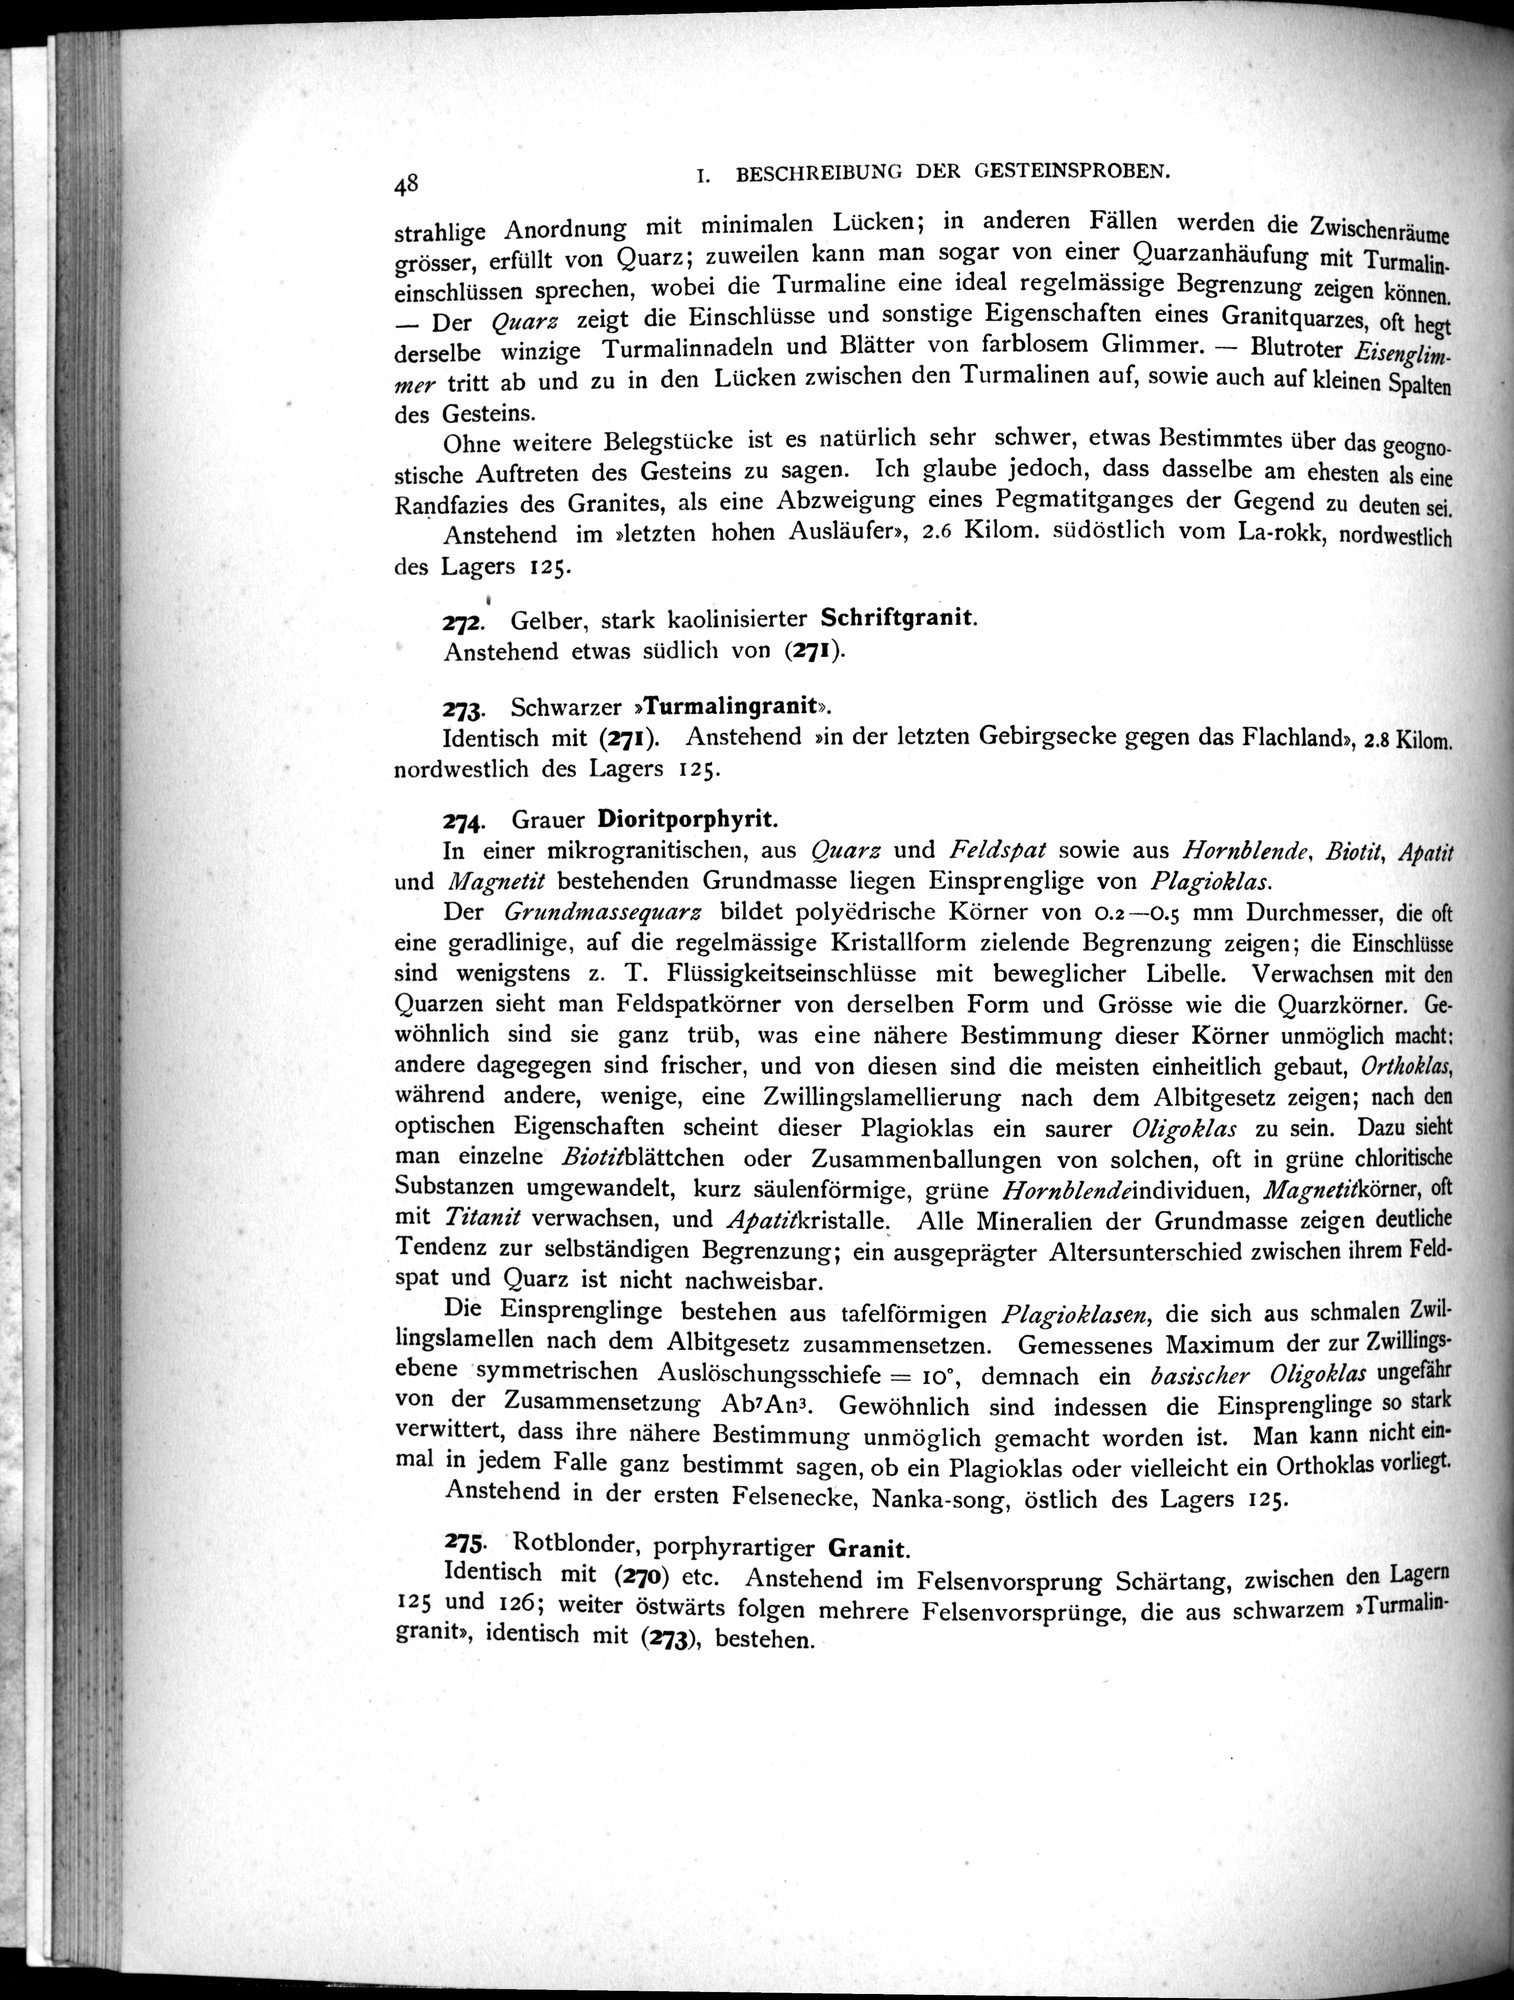 48
I. BESCHREIBUNG DER GESTEINSPROBEN.
strahlige Anordnung mit minimalen Lücken; in anderen Fällen werden die Zwischenräume
grösser, erfüllt von Quarz; zuweilen kann man sogar von einer Quarzanhäufung mit Turmalin-
einschlüssen sprechen, wobei die Turmaline eine ideal regelmässige Begrenzung zeigen können.
— Der Quarz zeigt die Einschlüsse und sonstige Eigenschaften eines Granitquarzes, oft hegt
derselbe winzige Turmalinnadeln und Blätter von farblosem Glimmer. — Blutroter Eisenglim-
mer tritt ab und zu in den Lücken zwischen den Turmalinen auf, sowie auch auf kleinen Spalten
des Gesteins.
Ohne weitere Belegstücke ist es natürlich sehr schwer, etwas Bestimmtes über das geogno-
stische Auftreten des Gesteins zu sagen. Ich glaube jedoch, dass dasselbe am ehesten als eine
Randfazies des Granites, als eine Abzweigung eines Pegmatitganges der Gegend zu deuten sei.
Anstehend im »letzten hohen Ausläufer», 2.6 Kilom. südöstlich vom La-rokk, nordwestlich
des Lagers 125.
272. Gelber, stark kaolinisierter Schriftgranit.
Anstehend etwas südlich von (271).
273. Schwarzer »Turmalingranit».
Identisch mit (271). Anstehend »in der letzten Gebirgsecke gegen das Flachland», 2.8 Kilom.
nordwestlich des Lagers 125.
274. Grauer Dioritporphyrit.
In einer mikrogranitischen, aus Quarz und Feldspat sowie aus Hornblende, Biotit, Apatit
und Magnetit bestehenden Grundmasse liegen Einsprenglige von Plagioklas.
Der Grundmassequarz bildet polyëdrische Körner von 0.2—0.5 mm Durchmesser, die oft
eine geradlinige, auf die regelmässige Kristallform zielende Begrenzung zeigen; die Einschlüsse
sind wenigstens z. T. Flüssigkeitseinschlüsse mit beweglicher Libelle. Verwachsen mit den
Quarzen sieht man Feldspatkörner von derselben Form und Grösse wie die Quarzkörner. Ge-
wöhnlich sind sie ganz trüb, was eine nähere Bestimmung dieser Körner unmöglich macht;
andere dagegegen sind frischer, und von diesen sind die meisten einheitlich gebaut, Orthoklas,
während andere, wenige, eine Zwillingslamellierung nach dem Albitgesetz zeigen; nach den
optischen Eigenschaften scheint dieser Plagioklas ein saurer Oligoklas zu sein. Dazu sieht
man einzelne Biotitblättchen oder Zusammenballungen von solchen, oft in grüne chloritische
Substanzen umgewandelt, kurz säulenförmige, grüne Hornblendeindividuen, Magnetitkörner, oft
mit Titanit verwachsen, und Apatitkristalle. Alle Mineralien der Grundmasse zeigen deutliche
Tendenz zur selbständigen Begrenzung; ein ausgeprägter Altersunterschied zwischen ihrem Feld-
spat und Quarz ist nicht nachweisbar.
Die Einsprenglinge bestehen aus tafelförmigen Plagioklasen, die sich aus schmalen Zwil-
lingslamellen nach dem Albitgesetz zusammensetzen. Gemessenes Maximum der zur Zwillings-
ebene symmetrischen Auslöschungsschiefe = 10°, demnach ein basischer Oligoklas ungefähr
von der Zusammensetzung Ab⁷An³. Gewöhnlich sind indessen die Einsprenglinge so stark
verwittert, dass ihre nähere Bestimmung unmöglich gemacht worden ist. Man kann nicht ein-
mal in jedem Falle ganz bestimmt sagen, ob ein Plagioklas oder vielleicht ein Orthoklas vorliegt.
Anstehend in der ersten Felsenecke, Nanka-song, östlich des Lagers 125.
275. Rotblonder, porphyrartiger Granit.
Identisch mit (270) etc. Anstehend im Felsenvorsprung Schärtang, zwischen den Lagern
125 und 126; weiter östwärts folgen mehrere Felsenvorsprünge, die aus schwarzem »Turmalin-
granit», identisch mit (273), bestehen.